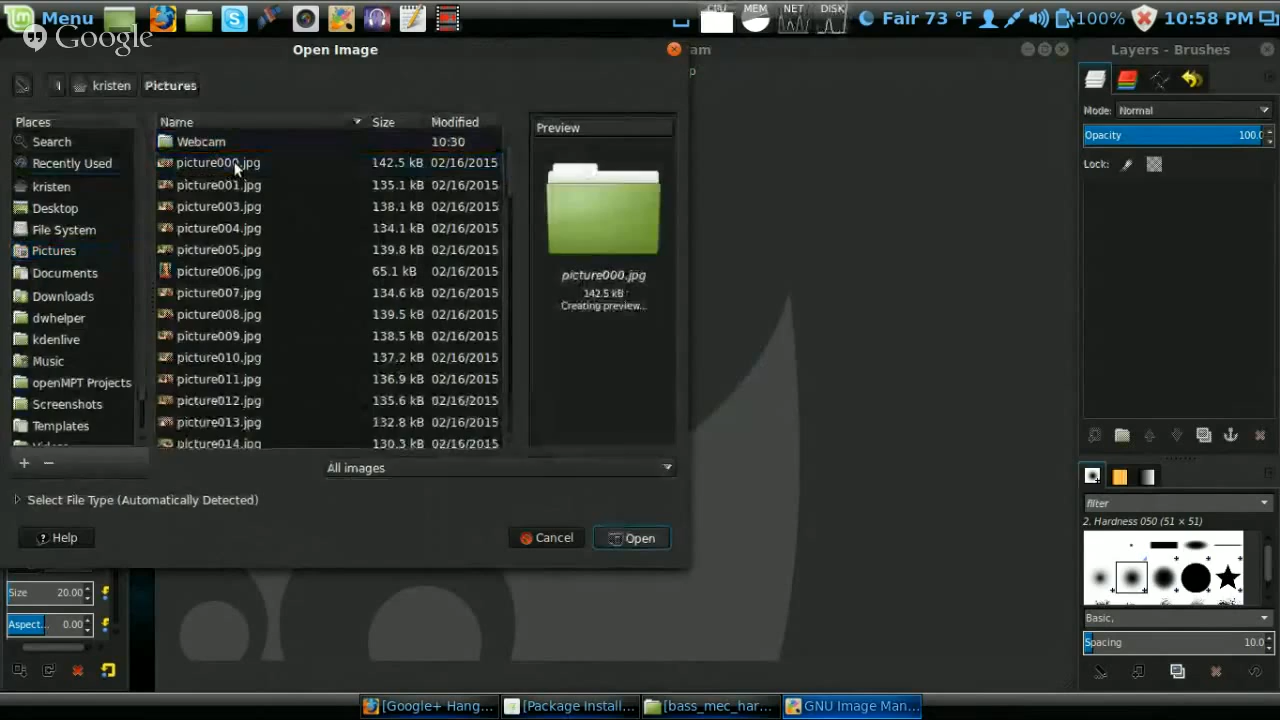 Menu
CPU MEM NET DISK
Fair 73 °F
100%
10:58 PM
Google
Open Image
Layers - Brushes
kristen
Pictures
Places
Search
Recently Used
kristen
Desktop
File System
Pictures
Documents
Downloads
dwhelper
kdenlive
Music
openMPT Projects
Screenshots
Templates
Name Size Modified
Webcam 10:30
picture000.jpg 142.5 kB 02/16/2015
picture001.jpg 135.1 kB 02/16/2015
picture003.jpg 138.1 kB 02/16/2015
picture004.jpg 134.1 kB 02/16/2015
picture005.jpg 139.8 kB 02/16/2015
picture006.jpg 65.1 kB 02/16/2015
picture007.jpg 134.6 kB 02/16/2015
picture008.jpg 139.5 kB 02/16/2015
picture009.jpg 138.5 kB 02/16/2015
picture010.jpg 137.2 kB 02/16/2015
picture011.jpg 136.9 kB 02/16/2015
picture012.jpg 135.6 kB 02/16/2015
picture013.jpg 132.8 kB 02/16/2015
picture014.jpg 130.3 kB 02/16/2015
Preview
picture000.jpg
142.5 kB
Creating preview...
All images
Select File Type (Automatically Detected)
Help
Cancel
Open
Mode: Normal
Opacity 100.0
Lock:
filter
2. Hardness 050 (51 × 51)
Basic,
Spacing 10.0
Size 20.00
Aspect... 0.00
[Google+ Hang...
[Package Install...
[bass_mec_har...
GNU Image Man...